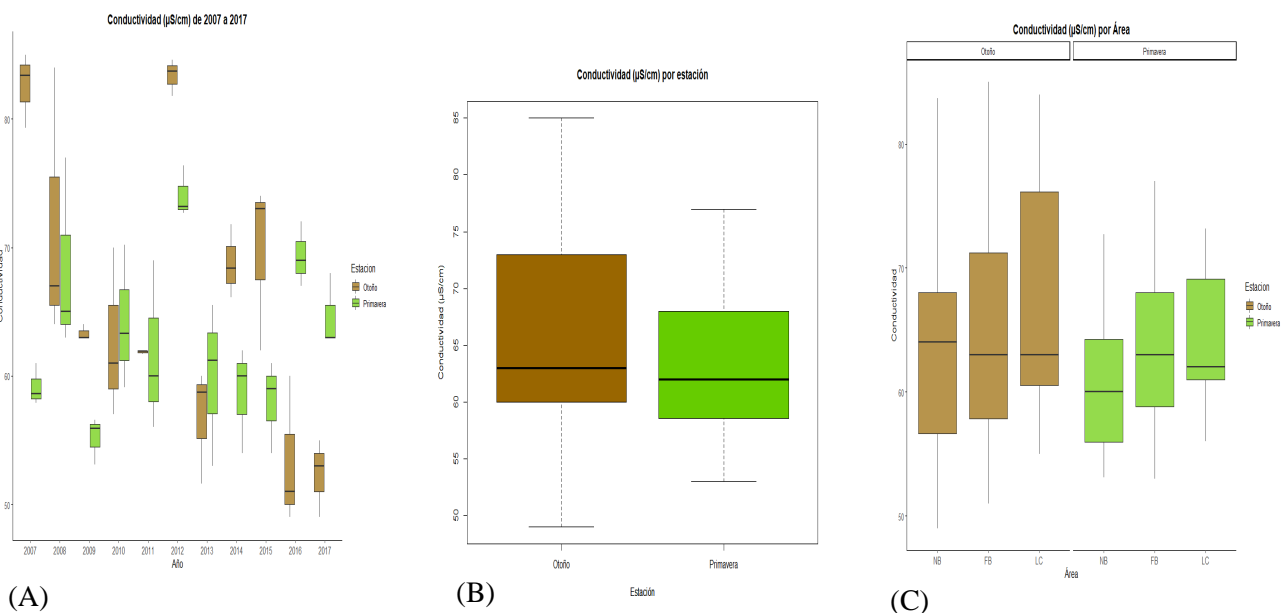 Conductividad (µS/cm) de 2007 a 2017
80
70
60
50
Conductividad
2007 2008 2009 2010 2011 2012 2013 2014 2015 2016 2017
Año
Estacion
Otoño
Primavera
(A)
Conductividad (µS/cm) por estación
85
80
75
70
65
60
55
50
Conductividad (µS/cm)
Otoño Primavera
Estación
(B)
Conductividad (µS/cm) por Área
Otoño Primavera
80
70
60
50
Conductividad
NB FB LC NB FB LC
Área
Estacion
Otoño
Primavera
(C)